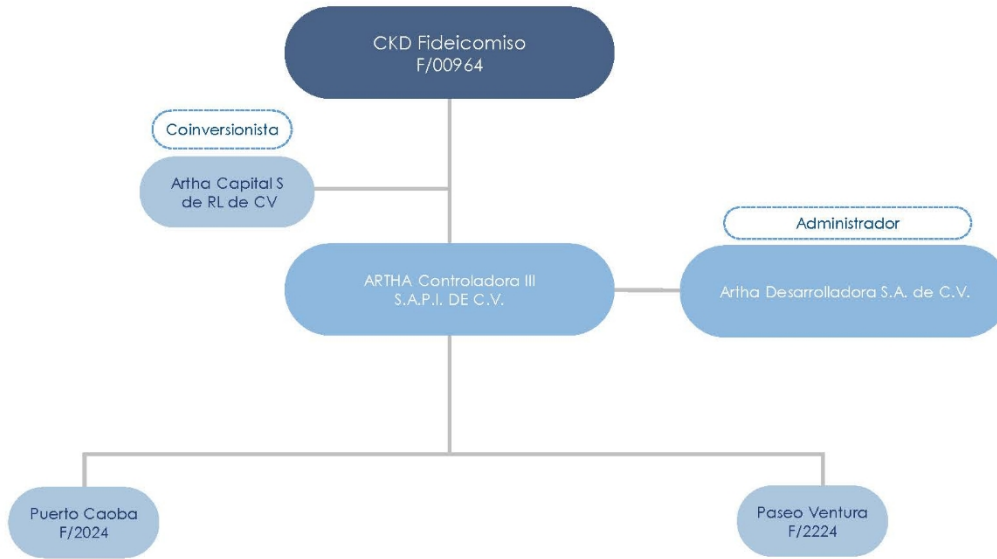 CKD Fideicomiso
F/00964
Coinversionista
Artha Capital S
de RL de CV
Administrador
ARTHA Controladora III
S.A.P.I. DE C.V.
Artha Desarrolladora S.A. de C.V.
Puerto Caoba
F/2024
Paseo Ventura
F/2224